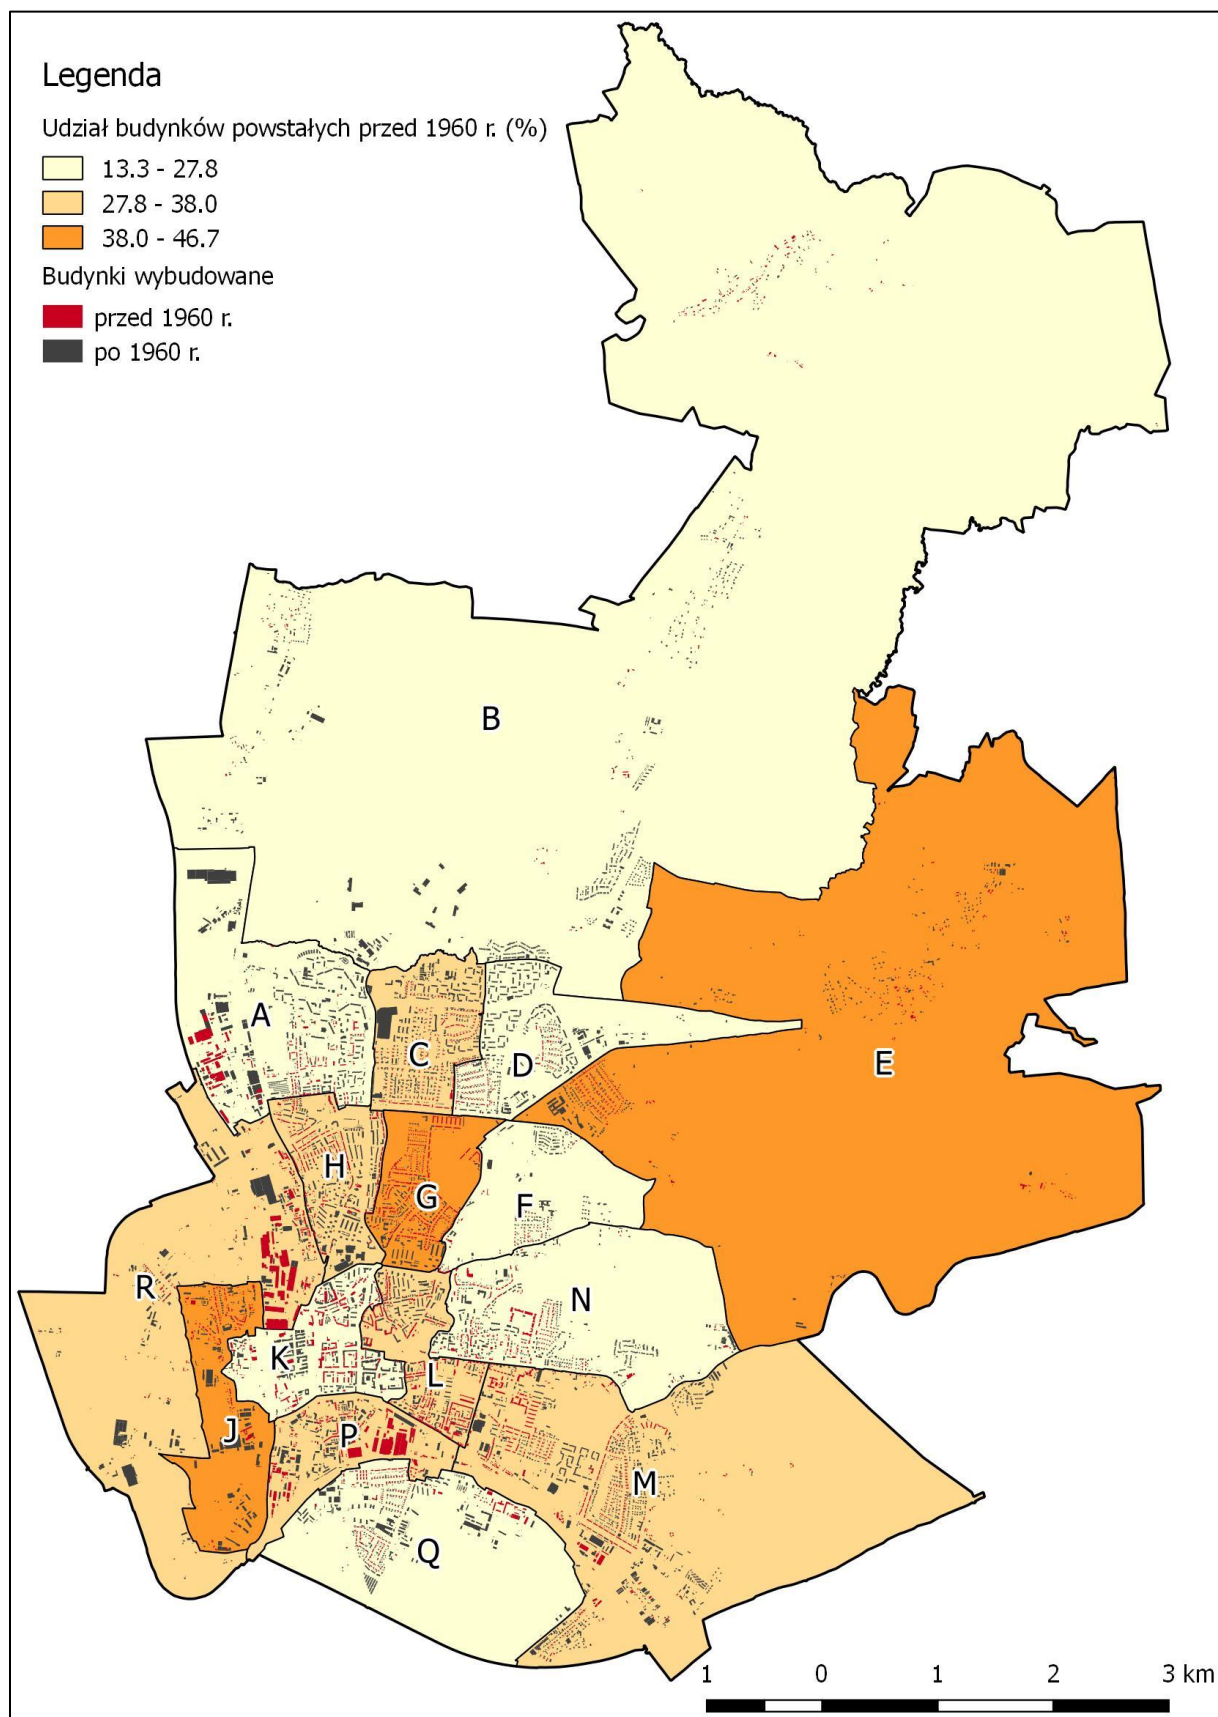 Legenda
Udział budynków powstałych przed 1960 r. (%)
13.3 - 27.8
27.8 - 38.0
38.0 - 46.7
Budynki wybudowane
przed 1960 r.
po 1960 r.
B
A
C
D
E
H
G
F
R
N
K
L
J
P
M
Q
1 0 1 2 3 km